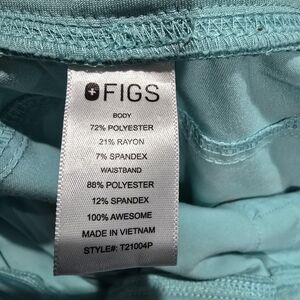 FIGS
BODY
72% POLYESTER
21% RAYON
7% SPANDEX
WAISTBAND
88% POLYESTER
12% SPANDEX
100% AWESOME
MADE IN VIETNAM
STYLE#: T21004P